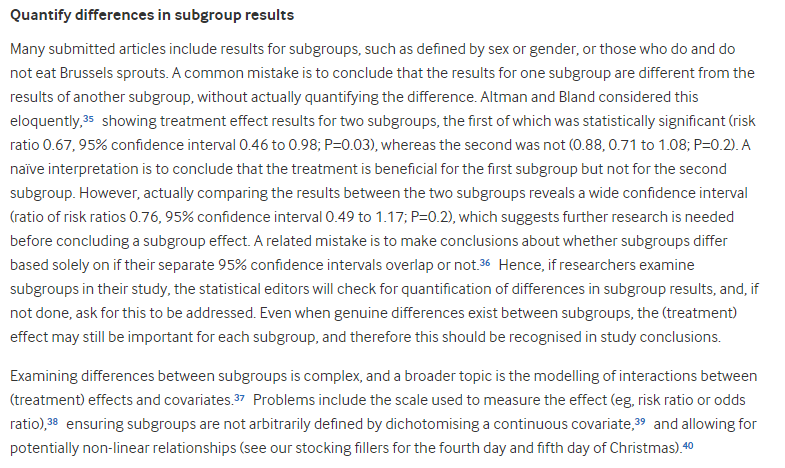 Quantify differences in subgroup results
Many submitted articles include results for subgroups, such as defined by sex or gender, or those who do and do
not eat Brussels sprouts. A common mistake is to conclude that the results for one subgroup are different from the
results of another subgroup, without actually quantifying the difference. Altman and Bland considered this
eloquently,35 showing treatment effect results for two subgroups, the first of which was statistically significant (risk
ratio 0.67, 95% confidence interval 0.46 to 0.98; P=0.03), whereas the second was not (0.88, 0.71 to 1.08; P=0.2). A
naïve interpretation is to conclude that the treatment is beneficial for the first subgroup but not for the second
subgroup. However, actually comparing the results between the two subgroups reveals a wide confidence interval
(ratio of risk ratios 0.76, 95% confidence interval 0.49 to 1.17; P=0.2), which suggests further research is needed
before concluding a subgroup effect. A related mistake is to make conclusions about whether subgroups differ
based solely on if their separate 95% confidence intervals overlap or not.36 Hence, if researchers examine
subgroups in their study, the statistical editors will check for quantification of differences in subgroup results, and, if
not done, ask for this to be addressed. Even when genuine differences exist between subgroups, the (treatment)
effect may still be important for each subgroup, and therefore this should be recognised in study conclusions.
Examining differences between subgroups is complex, and a broader topic is the modelling of interactions between
(treatment) effects and covariates.37 Problems include the scale used to measure the effect (eg, risk ratio or odds
ratio),38 ensuring subgroups are not arbitrarily defined by dichotomising a continuous covariate,39 and allowing for
potentially non-linear relationships (see our stocking fillers for the fourth day and fifth day of Christmas).40